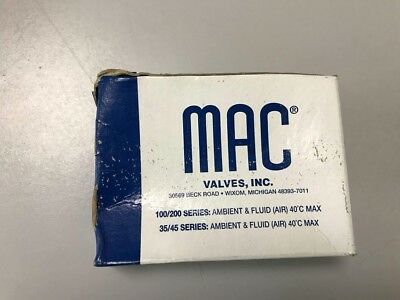 MAC®
VALVES, INC.
30569 BECK ROAD • WIXOM, MICHIGAN 48393-7011
100/200 SERIES: AMBIENT & FLUID (AIR) 40°C MAX
35/45 SERIES: AMBIENT & FLUID (AIR) 40°C MAX